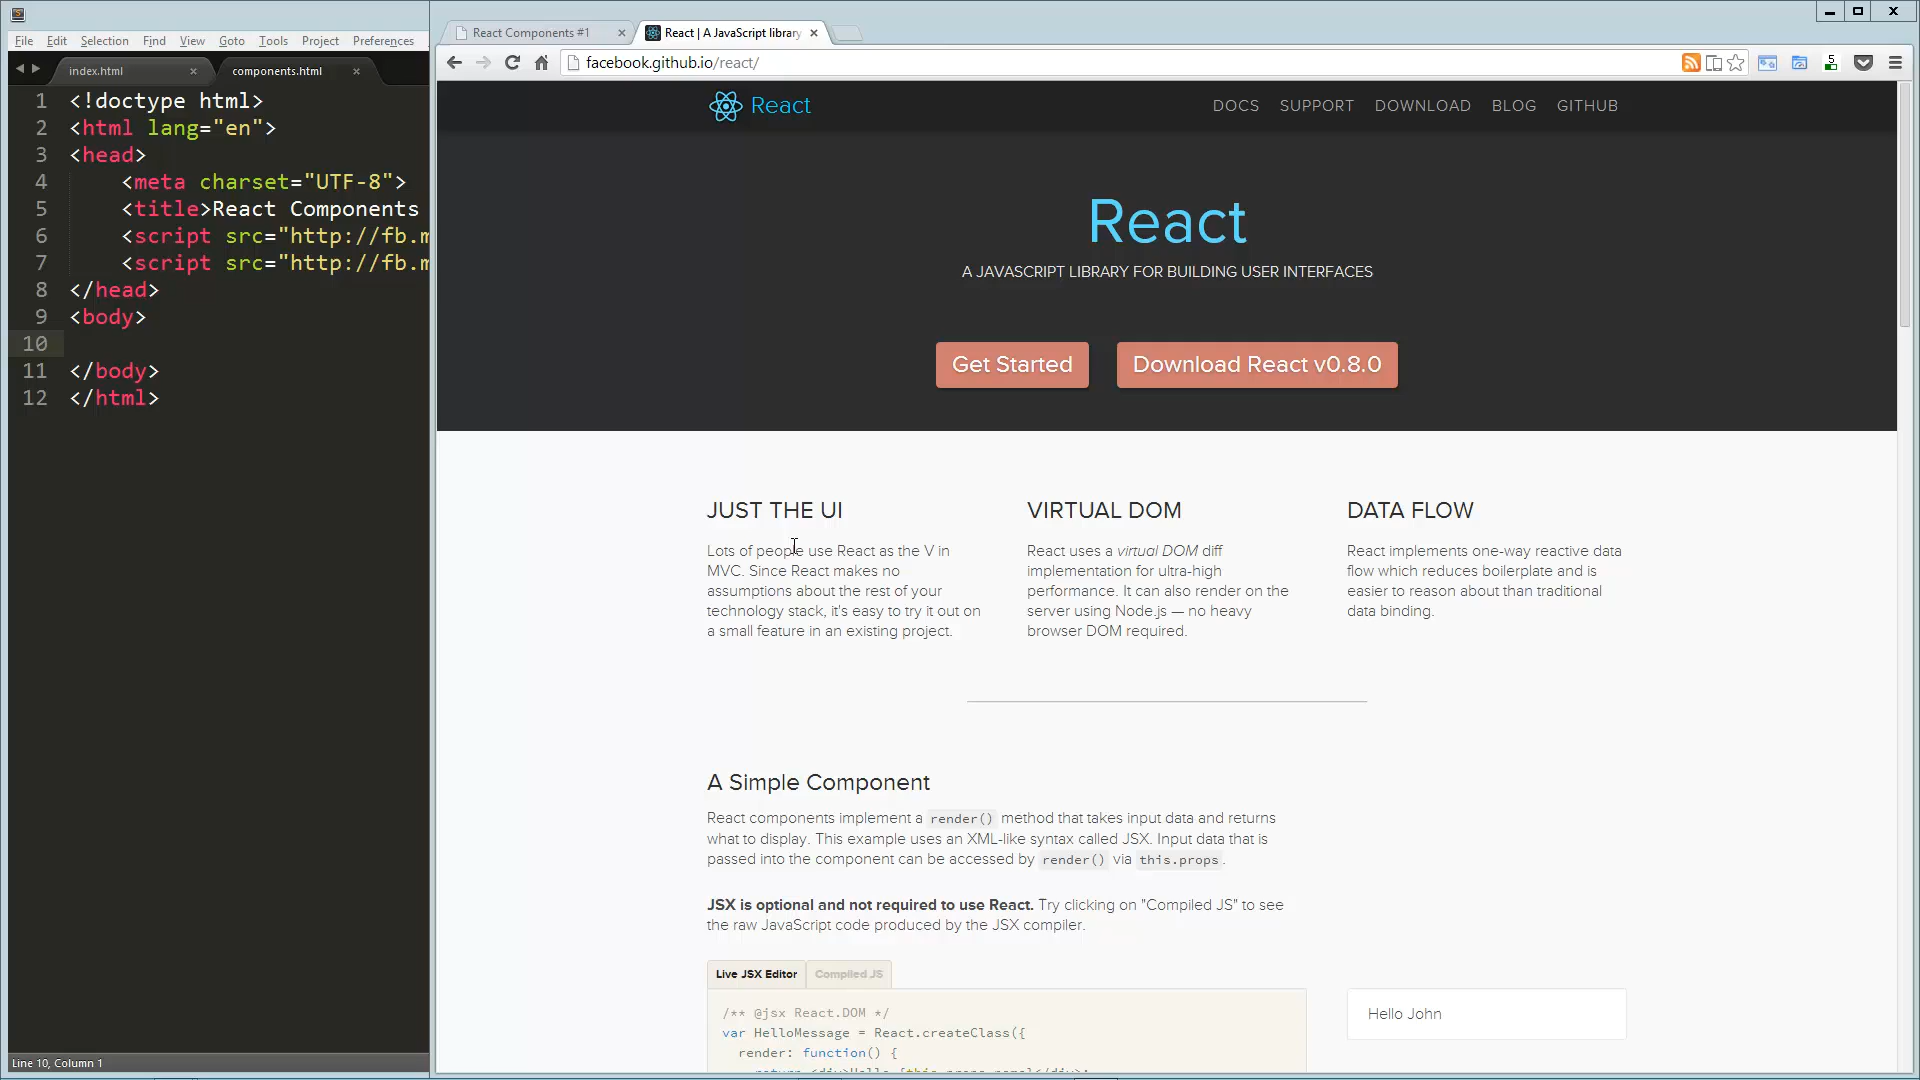 File Edit Selection Find View Goto Tools Project Preferences
index.html
components.html
1 <!doctype html>
2 <html lang="en">
3 <head>
4 <meta charset="UTF-8">
5 <title>React Components
6 <script src="http://fb.m
7 <script src="http://fb.m
8 </head>
9 <body>
10
11 </body>
12 </html>
Line 10, Column 1
React Components #1
React | A JavaScript library
facebook.github.io/react/
5
React
DOCS SUPPORT DOWNLOAD BLOG GITHUB
React
A JAVASCRIPT LIBRARY FOR BUILDING USER INTERFACES
Get Started
Download React v0.8.0
JUST THE UI
Lots of people use React as the V in
MVC. Since React makes no
assumptions about the rest of your
technology stack, it's easy to try it out on
a small feature in an existing project.
VIRTUAL DOM
React uses a virtual DOM diff
implementation for ultra-high
performance. It can also render on the
server using Node.js — no heavy
browser DOM required.
DATA FLOW
React implements one-way reactive data
flow which reduces boilerplate and is
easier to reason about than traditional
data binding.
A Simple Component
React components implement a render() method that takes input data and returns
what to display. This example uses an XML-like syntax called JSX. Input data that is
passed into the component can be accessed by render() via this.props.
JSX is optional and not required to use React. Try clicking on "Compiled JS" to see
the raw JavaScript code produced by the JSX compiler.
Live JSX Editor
Compiled JS
/** @jsx React.DOM */
var HelloMessage = React.createClass({
render: function() {
Hello John